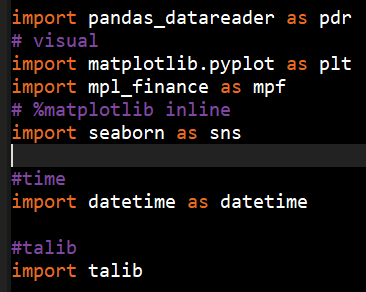 import pandas_datareader as pdr
# visual
import matplotlib.pyplot as plt
import mpl_finance as mpf
# %matplotlib inline
import seaborn as sns
#time
import datetime as datetime
#talib
import talib